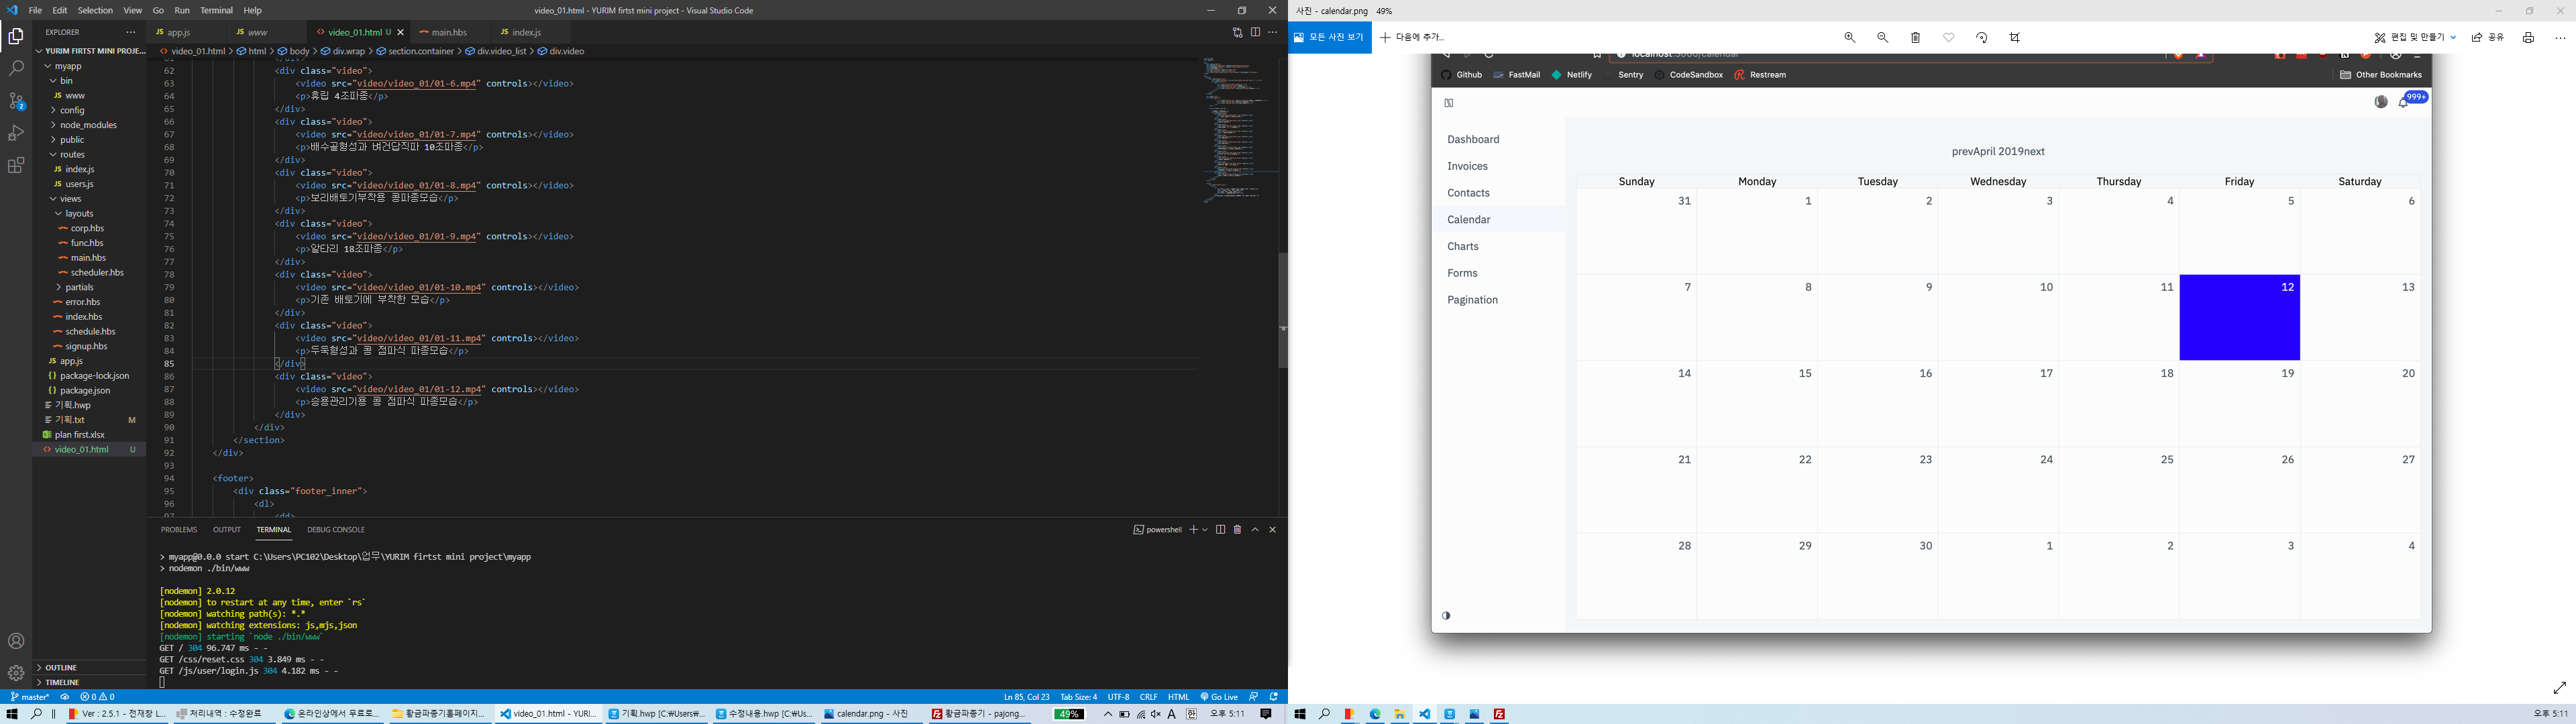 File Edit Selection View Go Run Terminal Help
video_01.html - YURIM firtst mini project - Visual Studio Code
EXPLORER
YURIM FIRTST MINI PROJE...
myapp
bin
www
config
node_modules
public
routes
index.js
users.js
views
layouts
corp.hbs
func.hbs
main.hbs
scheduler.hbs
partials
error.hbs
index.hbs
schedule.hbs
signup.hbs
app.js
package-lock.json
package.json
기획.hwp
기획.txt M
plan first.xlsx
video_01.html U
OUTLINE
TIMELINE
app.js www video_01.html U main.hbs index.js
video_01.html > html > body > div.wrap > section.container > div.video_list > div.video
62 <div class="video">
63 <video src="video/video_01/01-6.mp4" controls></video>
64 <p>휴립 4조파종</p>
65 </div>
66 <div class="video">
67 <video src="video/video_01/01-7.mp4" controls></video>
68 <p>배수골형성과 벼건답직파 10조파종</p>
69 </div>
70 <div class="video">
71 <video src="video/video_01/01-8.mp4" controls></video>
72 <p>보리배토기부착용 콩파종모습</p>
73 </div>
74 <div class="video">
75 <video src="video/video_01/01-9.mp4" controls></video>
76 <p>알타리 18조파종</p>
77 </div>
78 <div class="video">
79 <video src="video/video_01/01-10.mp4" controls></video>
80 <p>기존 배토기에 부착한 모습</p>
81 </div>
82 <div class="video">
83 <video src="video/video_01/01-11.mp4" controls></video>
84 <p>두둑형성과 콩 점파식 파종모습</p>
85 </div>
86 <div class="video">
87 <video src="video/video_01/01-12.mp4" controls></video>
88 <p>승용관리기용 콩 점파식 파종모습</p>
89 </div>
90 </div>
91 </section>
92 </div>
93
94 <footer>
95 <div class="footer_inner">
96 <dl>
97 <dd>
PROBLEMS OUTPUT TERMINAL DEBUG CONSOLE
powershell
> myapp@0.0.0 start C:\Users\PC102\Desktop\업무\YURIM firtst mini project\myapp
> nodemon ./bin/www
[nodemon] 2.0.12
[nodemon] to restart at any time, enter `rs`
[nodemon] watching path(s): *.*
[nodemon] watching extensions: js,mjs,json
[nodemon] starting `node ./bin/www`
GET / 304 96.747 ms - -
GET /css/reset.css 304 3.849 ms - -
GET /js/user/login.js 304 4.182 ms - -
master* 0 0
Ln 85, Col 23 Tab Size: 4 UTF-8 CRLF HTML Go Live
Ver : 2.5.1 - 전재장 L... 처리내역 : 수정완료 온라인상에서 무료로... 황금파종기홈페이지... video_01.html - YURI... 기획.hwp [C:₩Users₩... 수정내용.hwp [C:₩Us... calendar.png - 사진 황금파종기 - pajong... 49% A 한 오후 5:11
사진 - calendar.png 49%
모든 사진 보기 다음에 추가... 편집 및 만들기 공유
localhost:3000/calendar
Github FastMail Netlify Sentry CodeSandbox Restream Other Bookmarks
999+
Dashboard
Invoices
Contacts
Calendar
Charts
Forms
Pagination
prevApril 2019next
Sunday Monday Tuesday Wednesday Thursday Friday Saturday
31 1 2 3 4 5 6
7 8 9 10 11 12 13
14 15 16 17 18 19 20
21 22 23 24 25 26 27
28 29 30 1 2 3 4
오후 5:11